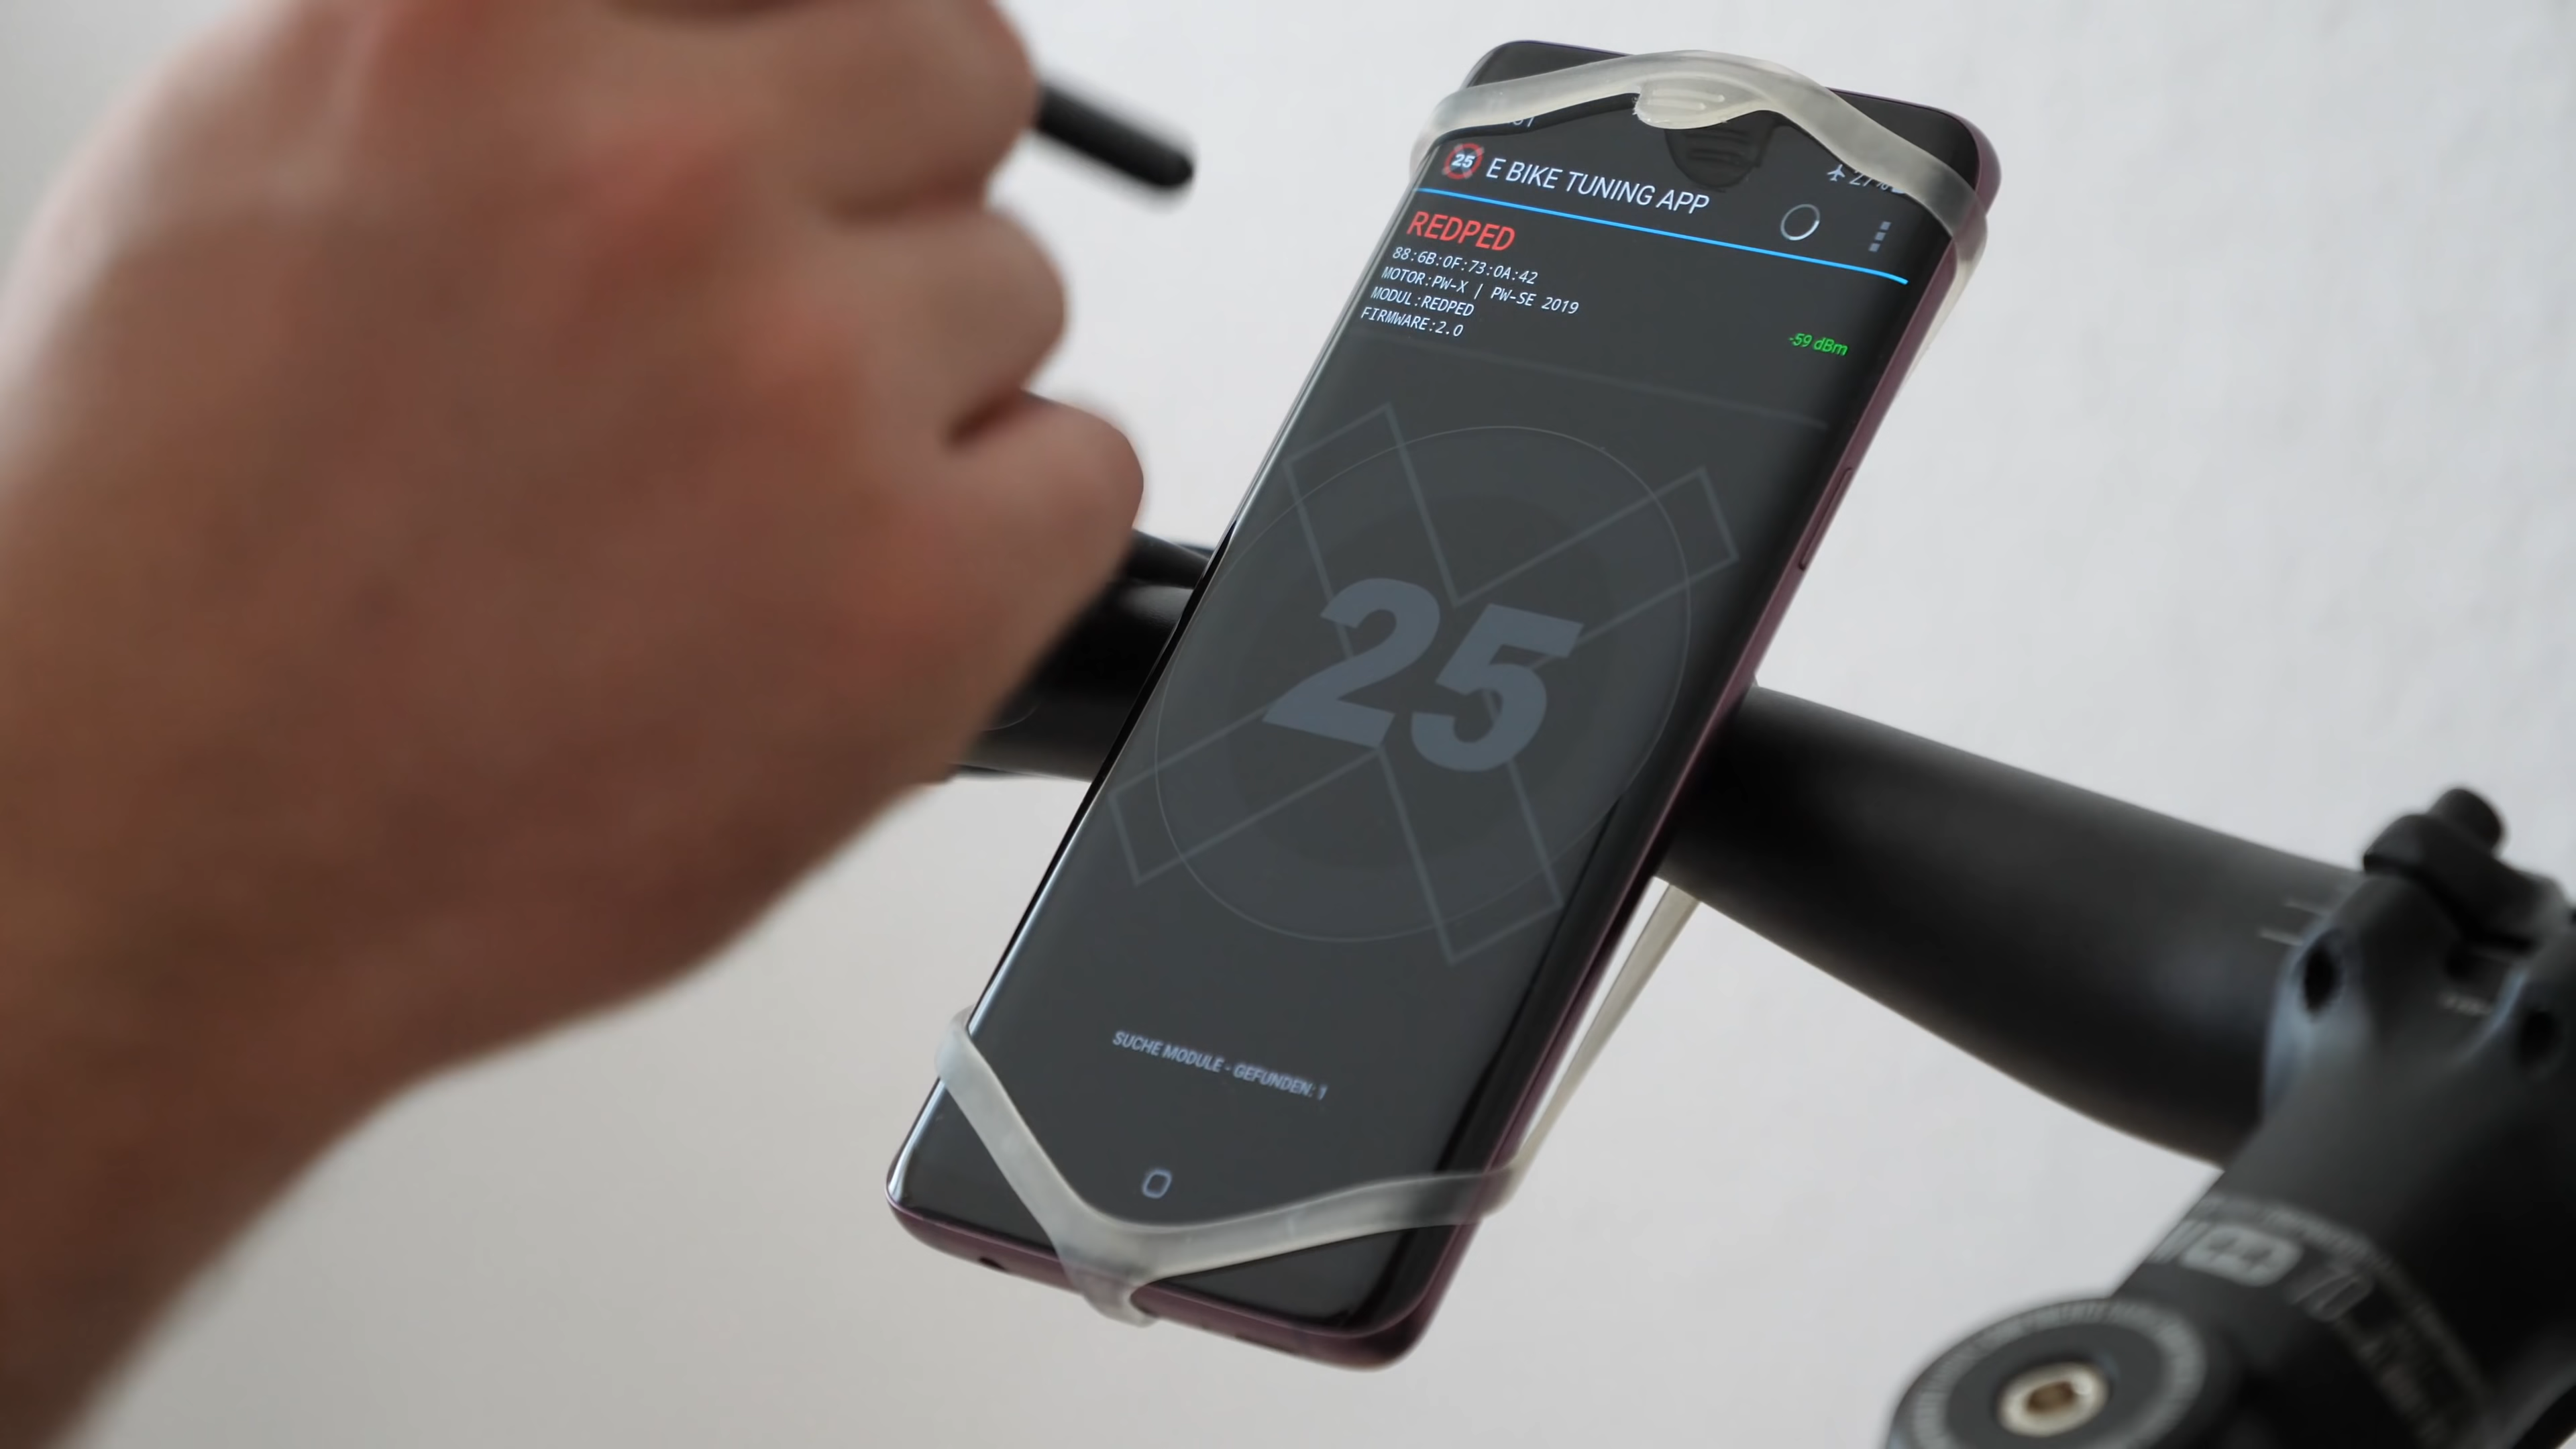 25 E BIKE TUNING APP
REDPED
88:6B:0F:73:0A:42
MOTOR:PW-X | PW-SE 2019
MODUL:REDPED
FIRMWARE:2.0
-59 dBm
25
SUCHE MODULE - GEFUNDEN: 1
70